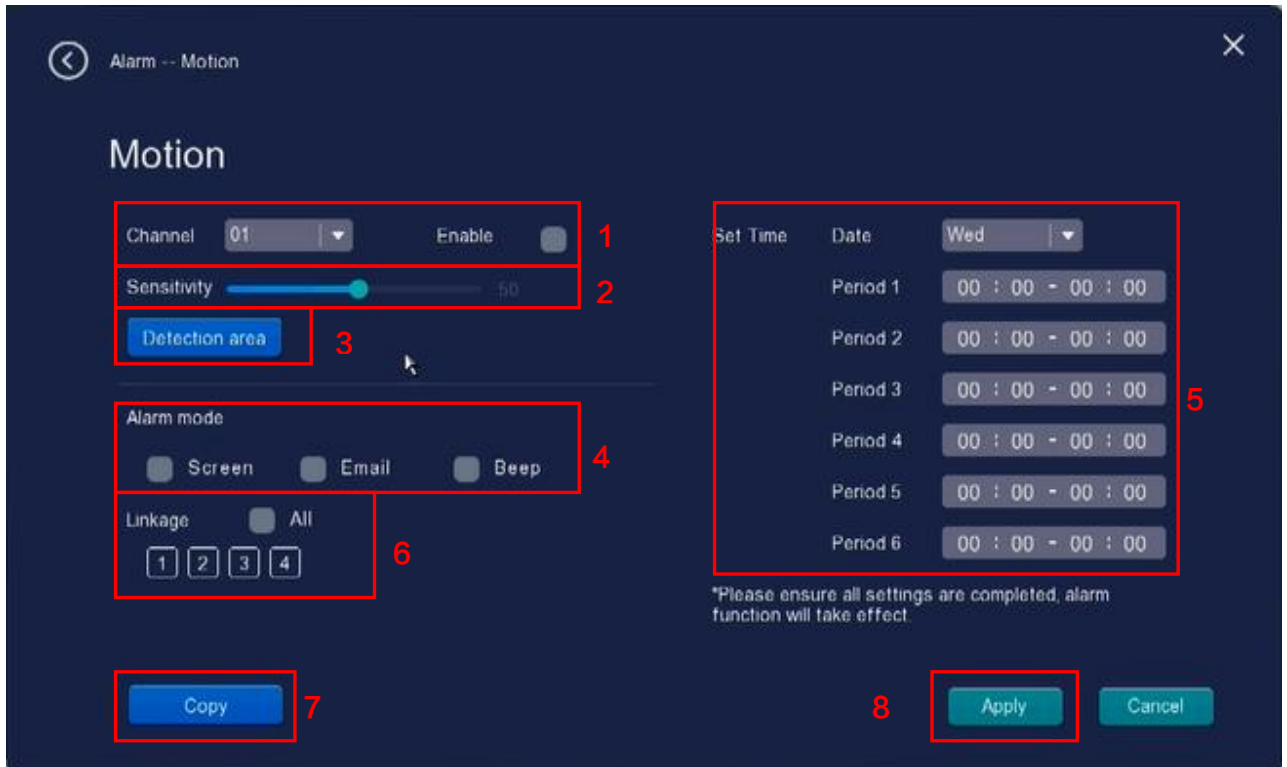 Alarm -- Motion
Motion
Channel 01 Enable 1
Sensitivity 50 2
Detection area 3
Alarm mode
Screen Email Beep 4
Linkage All
1 2 3 4 6
Set Time Date Wed
Period 1 00 : 00 - 00 : 00
Period 2 00 : 00 - 00 : 00
Period 3 00 : 00 - 00 : 00 5
Period 4 00 : 00 - 00 : 00
Period 5 00 : 00 - 00 : 00
Period 6 00 : 00 - 00 : 00
*Please ensure all settings are completed, alarm
function will take effect.
Copy 7 8 Apply Cancel